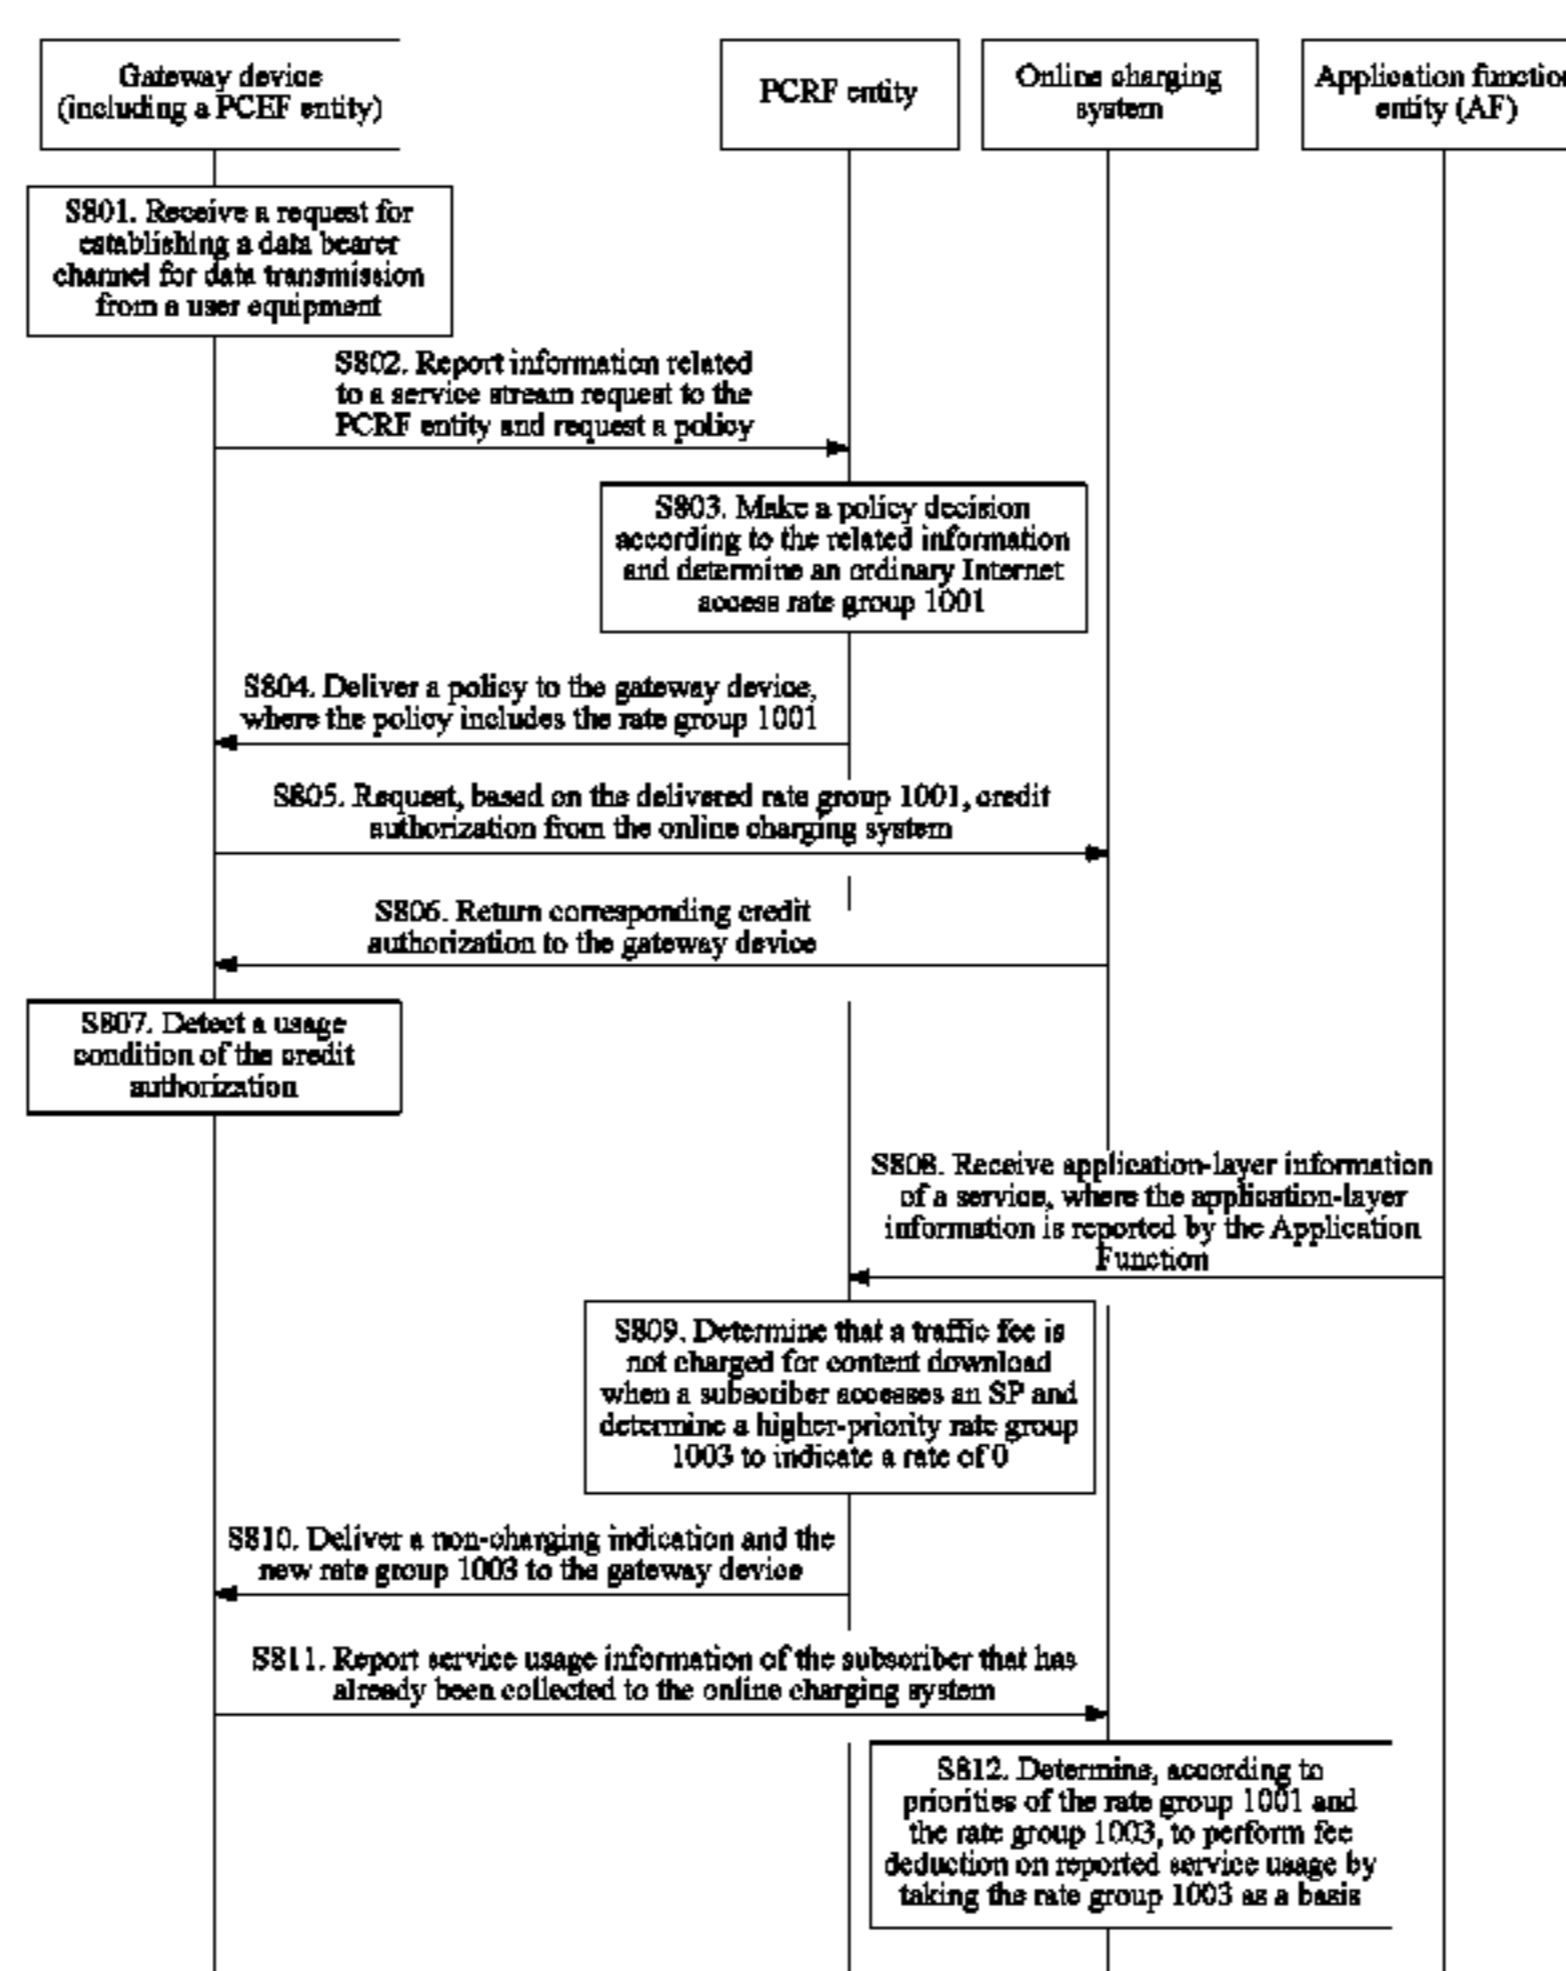 Gateway device
(including a PCEF entity)
PCRF entity
Online charging
system
Application function
entity (AF)
S801. Receive a request for
establishing a data bearer
channel for data transmission
from a user equipment
S802. Report information related
to a service stream request to the
PCRF entity and request a policy
S803. Make a policy decision
according to the related information
and determine an ordinary Internet
access rate group 1001
S804. Deliver a policy to the gateway device,
where the policy includes the rate group 1001
S805. Request, based on the delivered rate group 1001, credit
authorization from the online charging system
S806. Return corresponding credit
authorization to the gateway device
S807. Detect a usage
condition of the credit
authorization
S808. Receive application-layer information
of a service, where the application-layer
information is reported by the Application
Function
S809. Determine that a traffic fee is
not charged for content download
when a subscriber accesses an SP and
determine a higher-priority rate group
1003 to indicate a rate of 0
S810. Deliver a non-charging indication and the
new rate group 1003 to the gateway device
S811. Report service usage information of the subscriber that has
already been collected to the online charging system
S812. Determine, according to
priorities of the rate group 1001 and
the rate group 1003, to perform fee
deduction on reported service usage by
taking the rate group 1003 as a basis